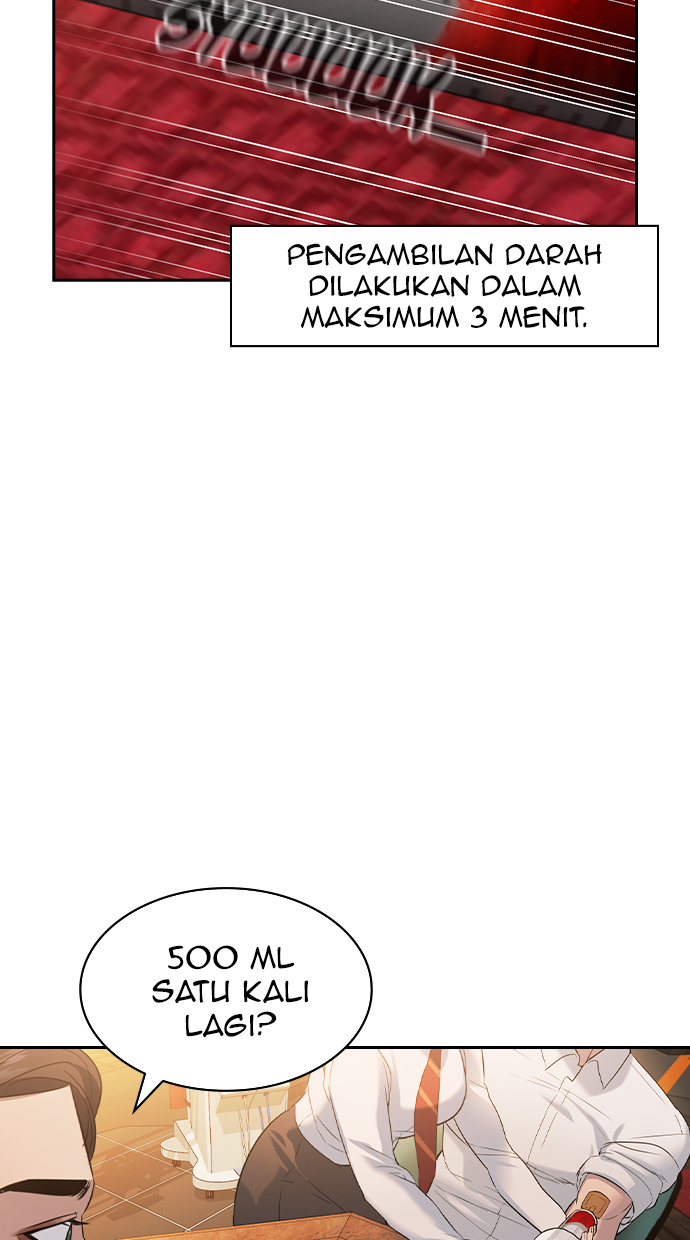 PENGAMBILAN DARAH
DILAKUKAN DALAM
MAKSIMUM 3 MENIT.
500 ML
SATU KALI
LAGI?